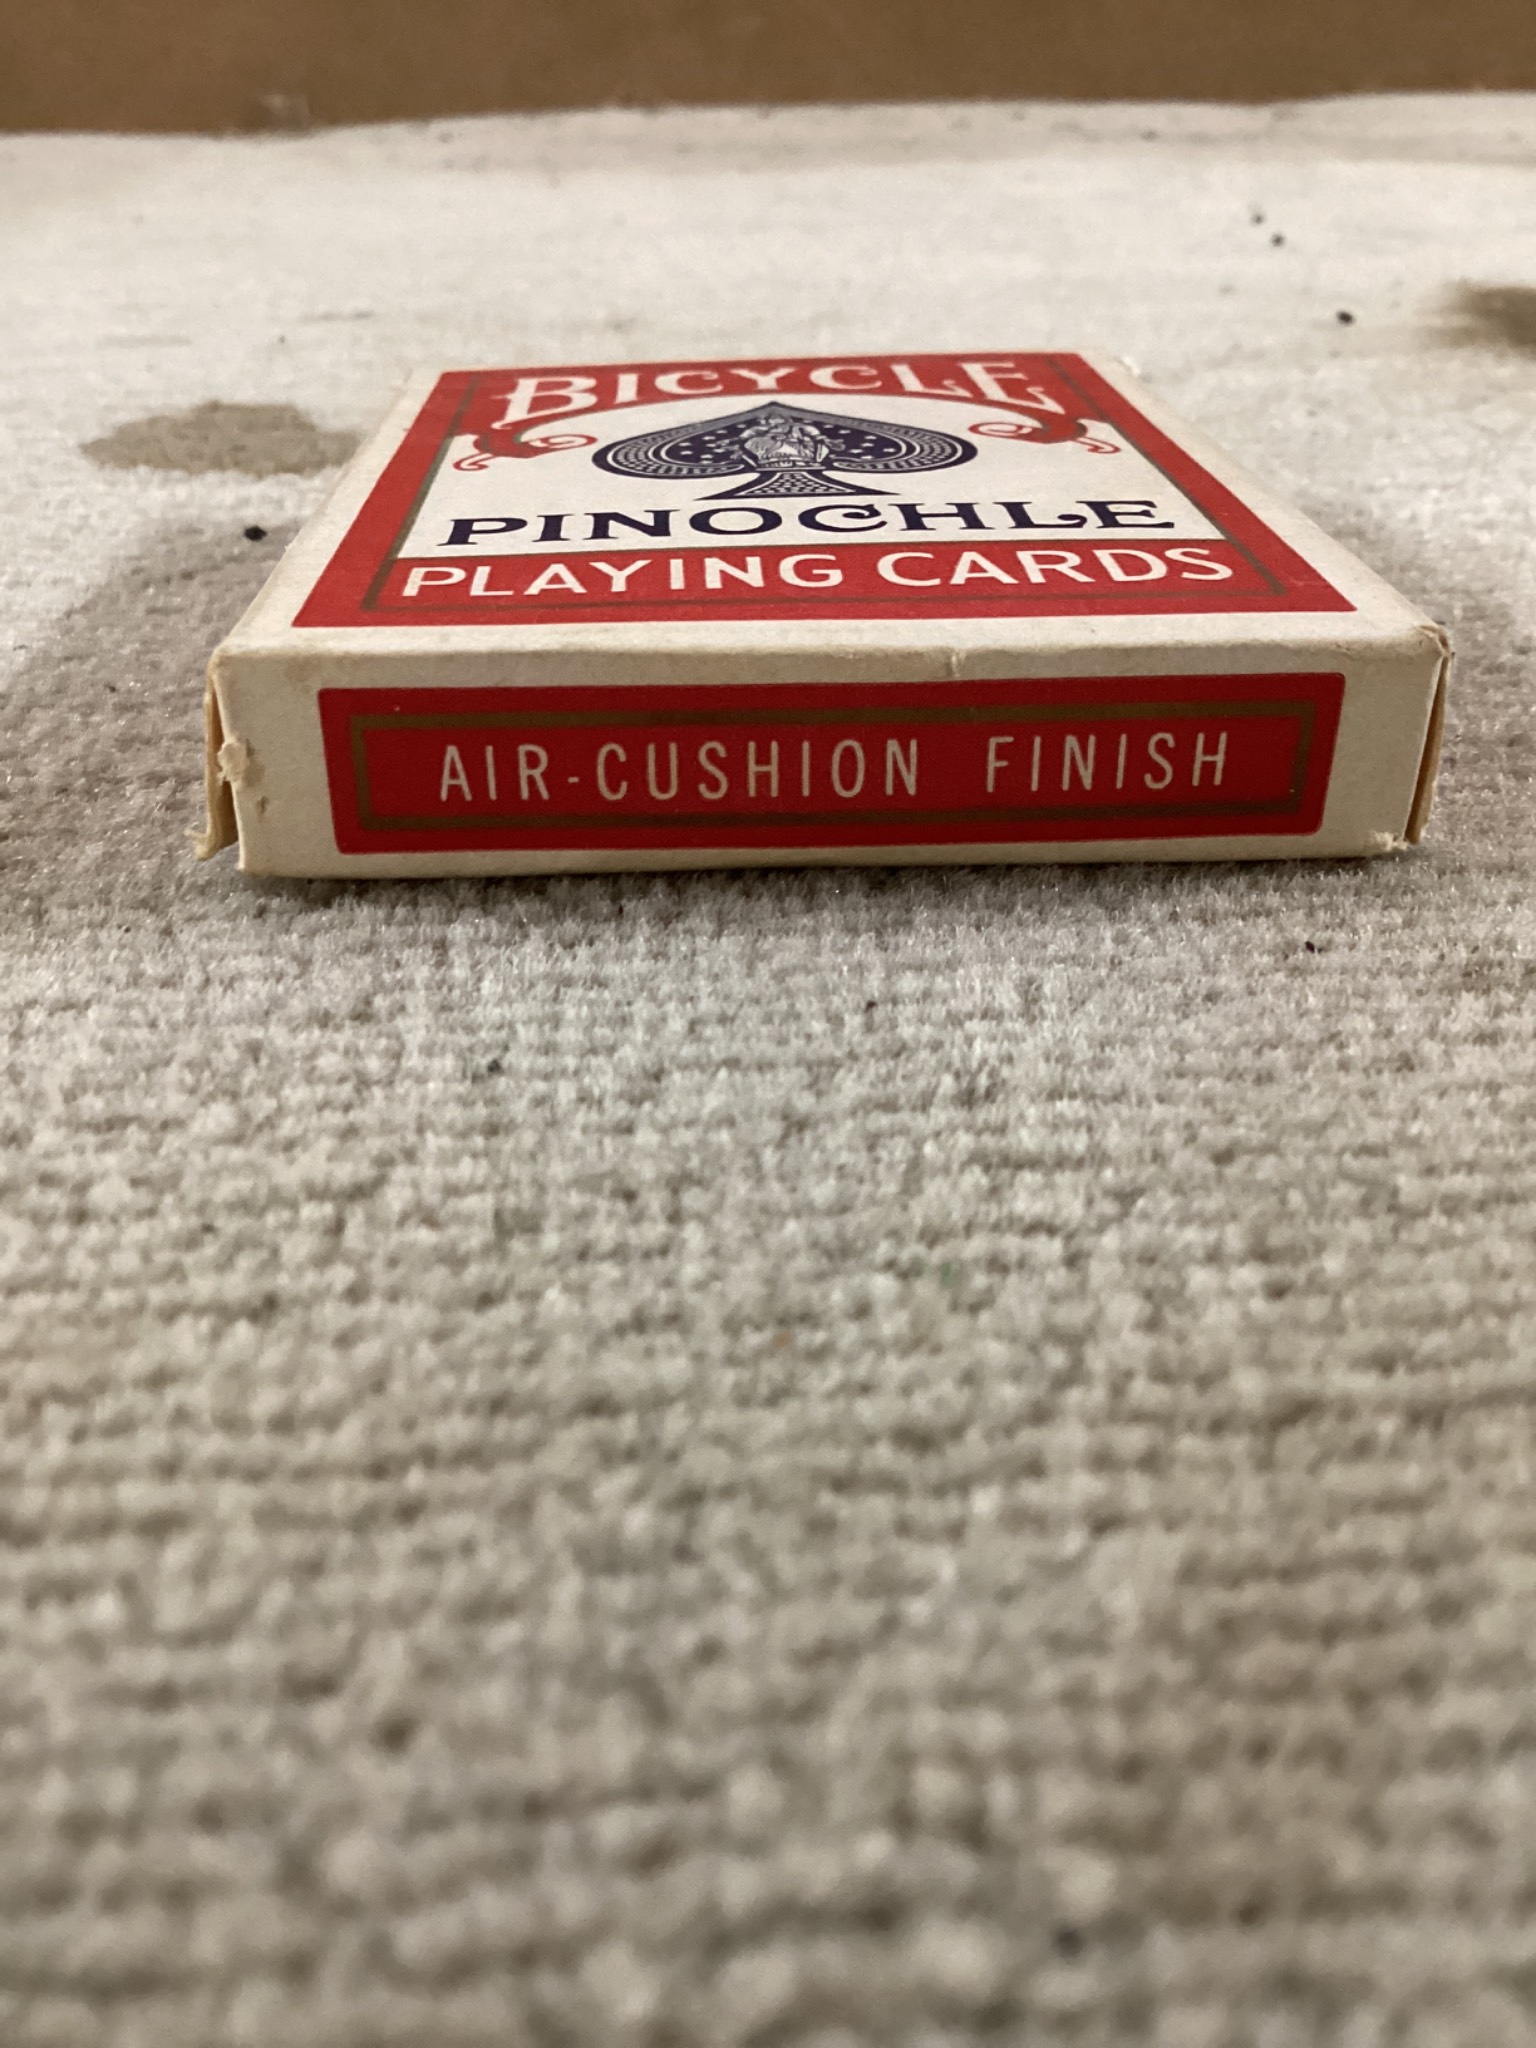 BICYCLE
PINOCHLE
PLAYING CARDS
AIR-CUSHION FINISH